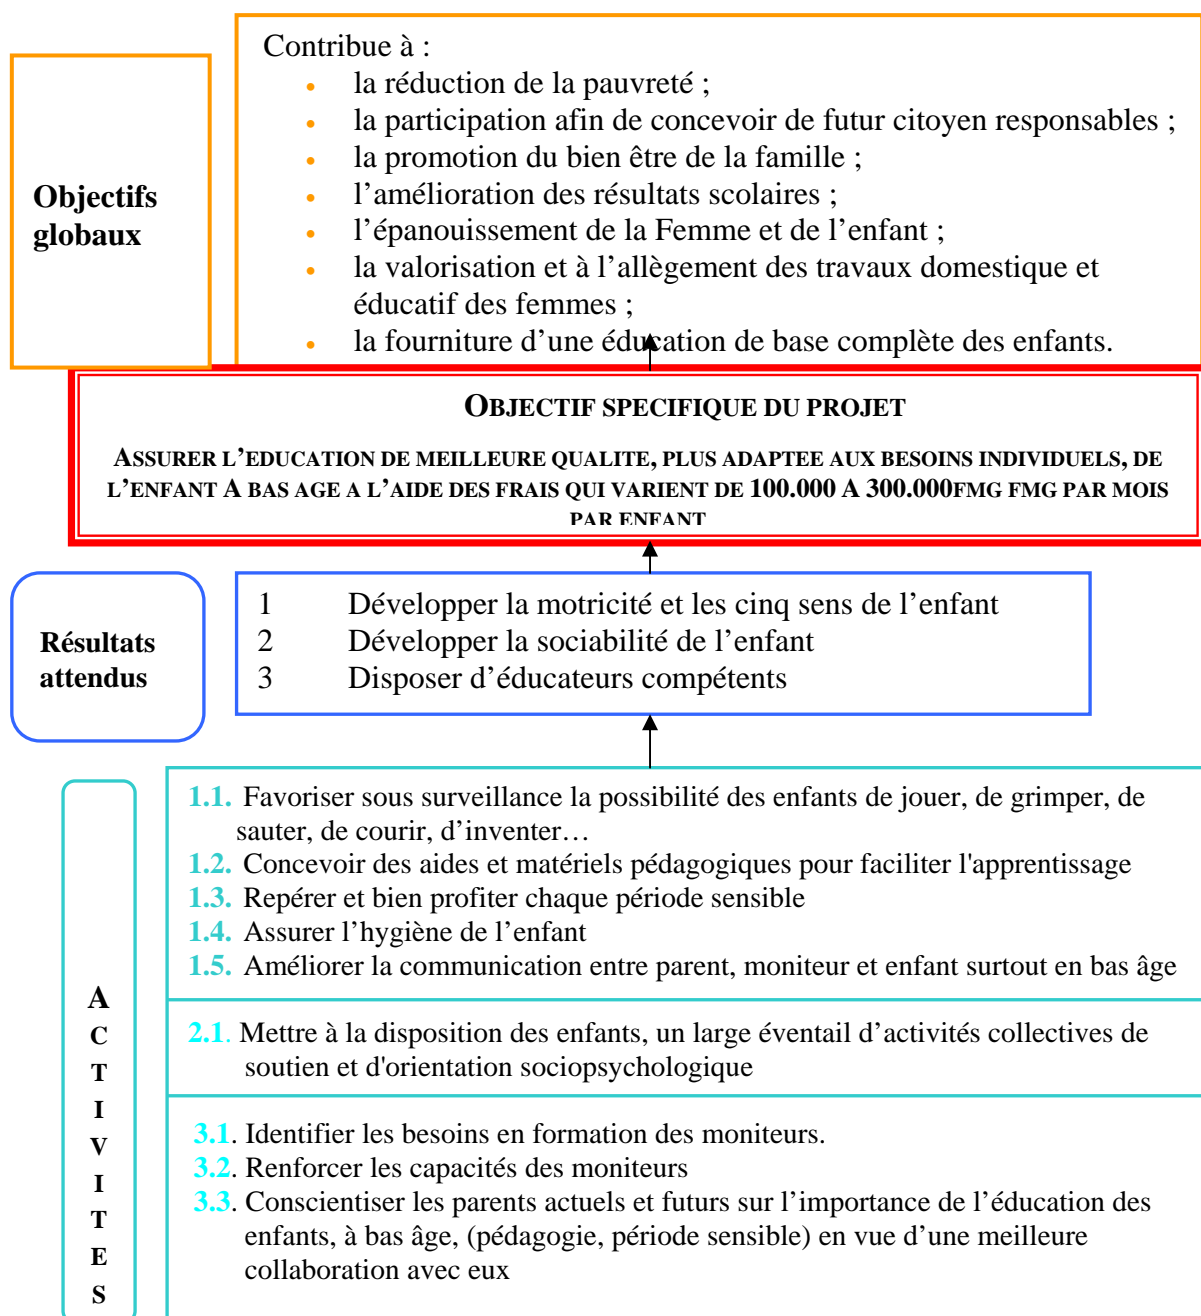 Contribue à :
• la réduction de la pauvreté ;
• la participation afin de concevoir de futur citoyen responsables ;
• la promotion du bien être de la famille ;
• l’amélioration des résultats scolaires ;
• l’épanouissement de la Femme et de l’enfant ;
• la valorisation et à l’allègement des travaux domestique et
éducatif des femmes ;
• la fourniture d’une éducation de base complète des enfants.
Objectifs
globaux
OBJECTIF SPECIFIQUE DU PROJET
ASSURER L’EDUCATION DE MEILLEURE QUALITE, PLUS ADAPTEE AUX BESOINS INDIVIDUELS, DE
L’ENFANT A BAS AGE A L’AIDE DES FRAIS QUI VARIENT DE 100.000 A 300.000FMG FMG PAR MOIS
PAR ENFANT
Résultats
attendus
1 Développer la motricité et les cinq sens de l’enfant
2 Développer la sociabilité de l’enfant
3 Disposer d’éducateurs compétents
A
C
T
I
V
I
T
E
S
1.1. Favoriser sous surveillance la possibilité des enfants de jouer, de grimper, de
sauter, de courir, d’inventer…
1.2. Concevoir des aides et matériels pédagogiques pour faciliter l'apprentissage
1.3. Repérer et bien profiter chaque période sensible
1.4. Assurer l’hygiène de l’enfant
1.5. Améliorer la communication entre parent, moniteur et enfant surtout en bas âge
2.1. Mettre à la disposition des enfants, un large éventail d’activités collectives de
soutien et d'orientation sociopsychologique
3.1. Identifier les besoins en formation des moniteurs.
3.2. Renforcer les capacités des moniteurs
3.3. Conscientiser les parents actuels et futurs sur l’importance de l’éducation des
enfants, à bas âge, (pédagogie, période sensible) en vue d’une meilleure
collaboration avec eux